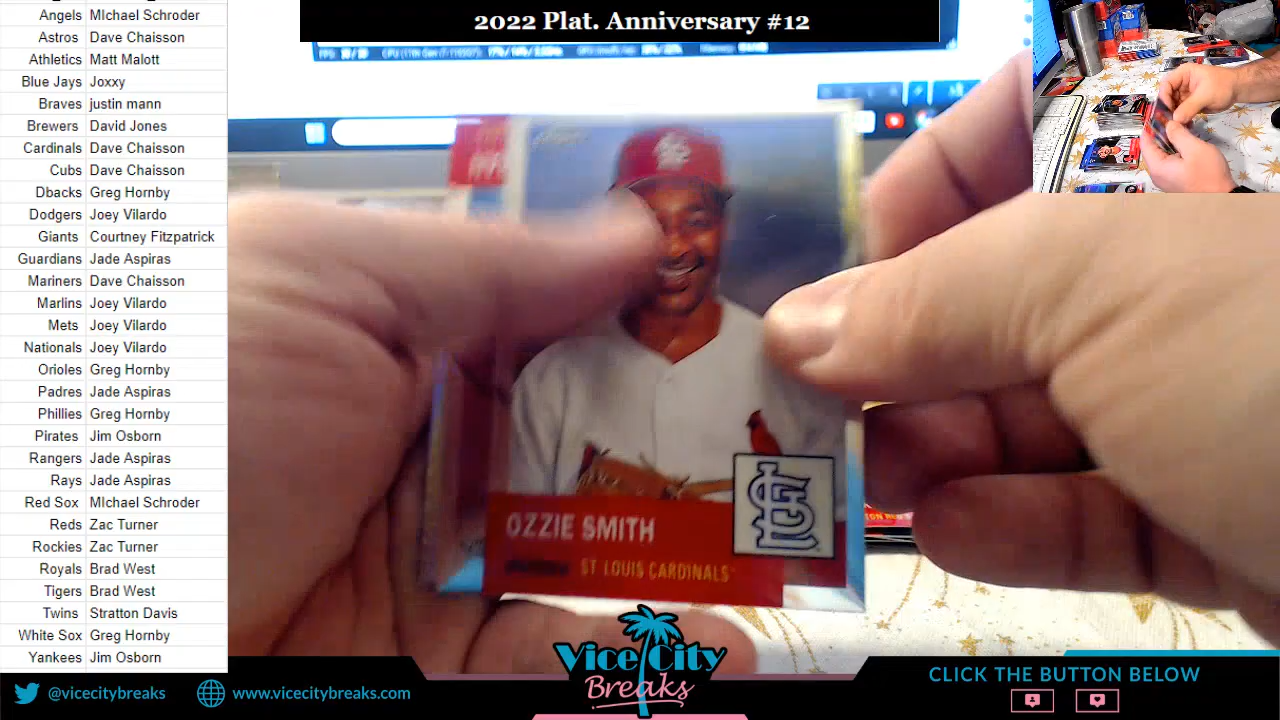 2022 Plat. Anniversary #12
Angels MIchael Schroder
Astros Dave Chaisson
Athletics Matt Malott
Blue Jays Joxxy
Braves justin mann
Brewers David Jones
Cardinals Dave Chaisson
Cubs Dave Chaisson
Dbacks Greg Hornby
Dodgers Joey Vilardo
Giants Courtney Fitzpatrick
Guardians Jade Aspiras
Mariners Dave Chaisson
Marlins Joey Vilardo
Mets Joey Vilardo
Nationals Joey Vilardo
Orioles Greg Hornby
Padres Jade Aspiras
Phillies Greg Hornby
Pirates Jim Osborn
Rangers Jade Aspiras
Rays Jade Aspiras
Red Sox MIchael Schroder
Reds Zac Turner
Rockies Zac Turner
Royals Brad West
Tigers Brad West
Twins Stratton Davis
White Sox Greg Hornby
Yankees Jim Osborn
OZZIE SMITH
ST. LOUIS CARDINALS
Vice City
Breaks
@vicecitybreaks
www.vicecitybreaks.com
CLICK THE BUTTON BELOW